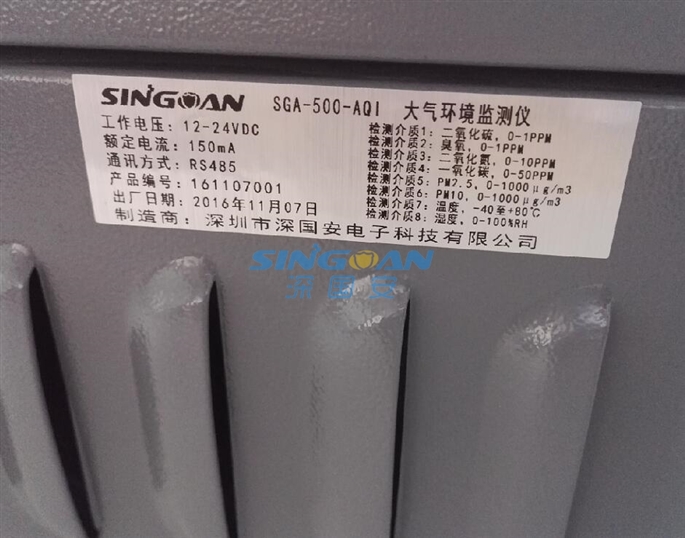 SINGOAN SGA-500-AQI 大气环境监测仪
工作电压：12-24VDC
额定电流：150mA
通讯方式：RS485
产品编号：161107001
出厂日期：2016年11月07日
制造商：深圳市深国安电子科技有限公司
检测介质1：二氧化硫，0-1PPM
检测介质2：臭氧，0-1PPM
检测介质3：二氧化氮，0-10PPM
检测介质4：一氧化碳，0-50PPM
检测介质5：PM2.5，0-1000μg/m3
检测介质6：PM10，0-1000μg/m3
检测介质7：温度，-40至+80℃
检测介质8：湿度，0-100%RH
SINGOAN
深国安